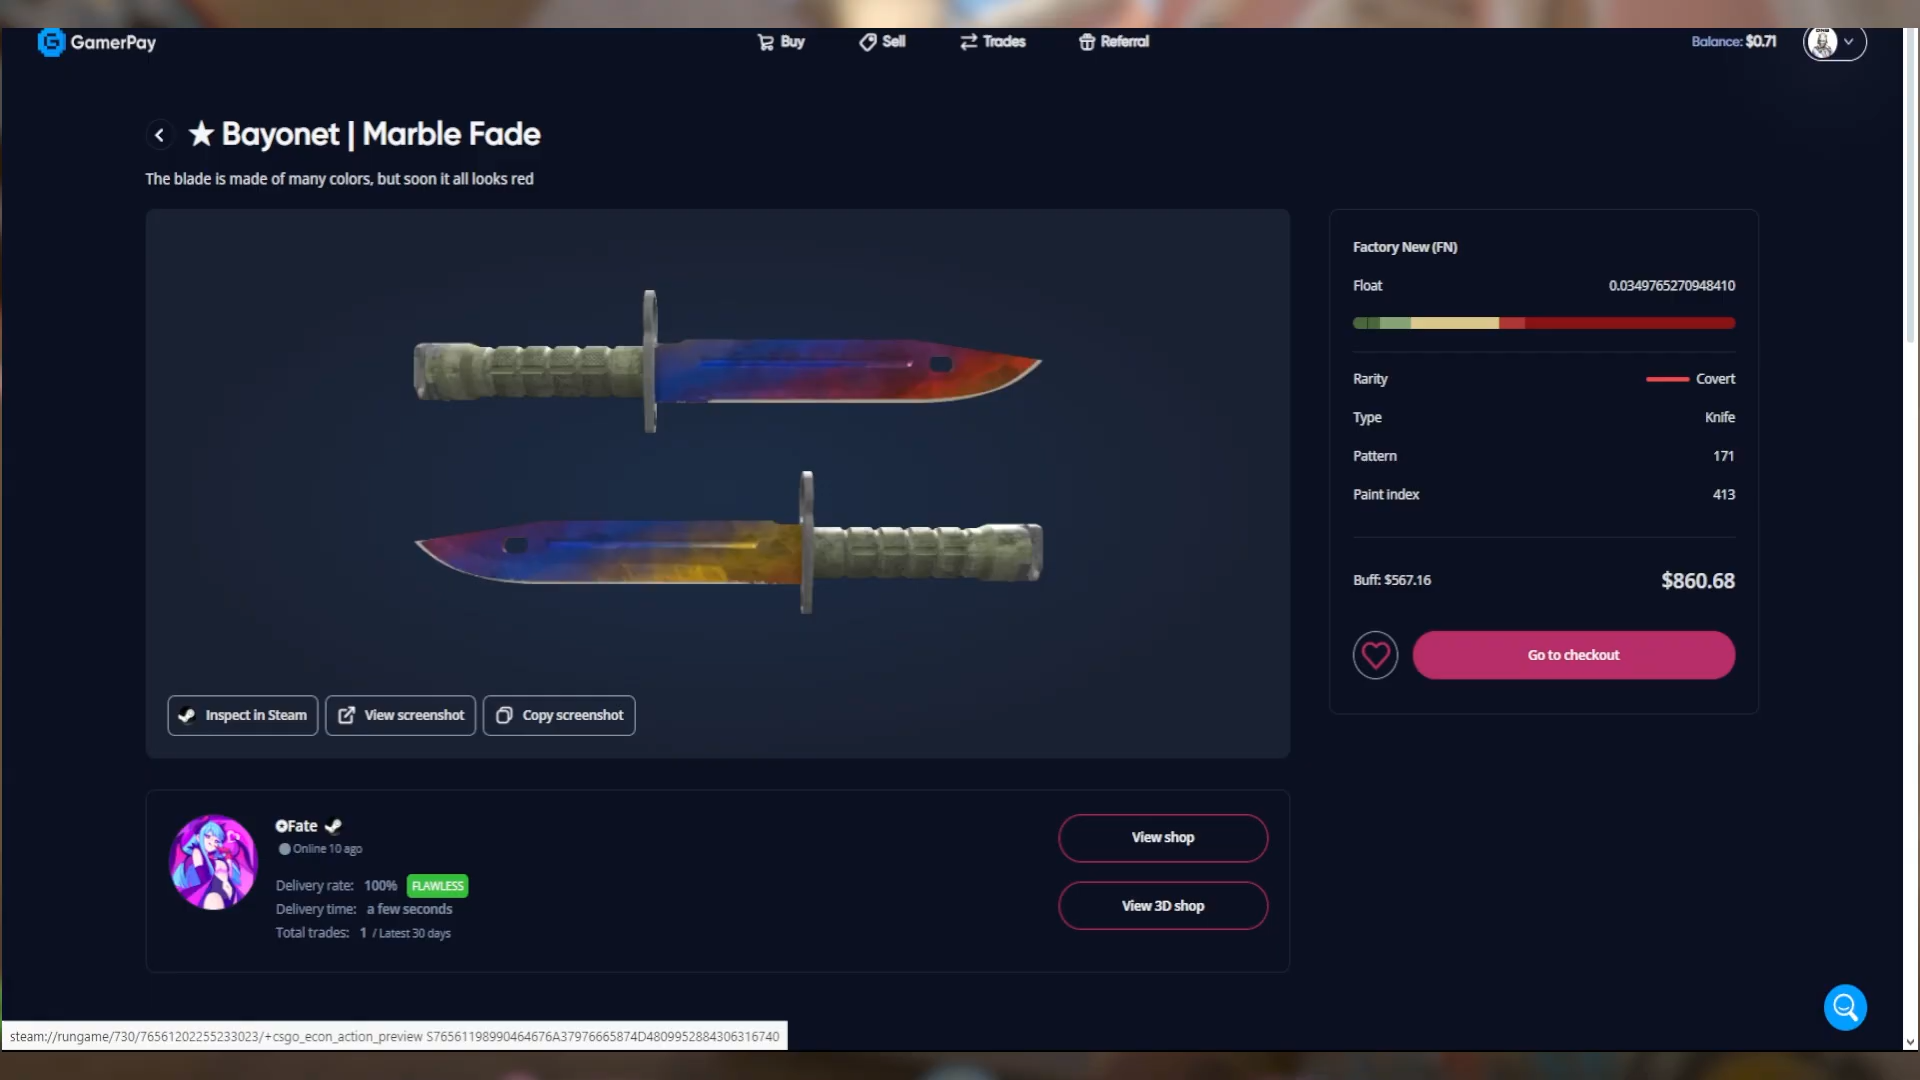 GamerPay
Buy
Sell
Trades
Referral
Balance: $0.71
★ Bayonet | Marble Fade
The blade is made of many colors, but soon it all looks red
Factory New (FN)
Float 0.0349765270948410
Rarity Covert
Type Knife
Pattern 171
Paint index 413
Buff: $567.16 $860.68
Go to checkout
Inspect in Steam
View screenshot
Copy screenshot
✪Fate
Online 10 ago
Delivery rate: 100% FLAWLESS
Delivery time: a few seconds
Total trades: 1 / Latest 30 days
View shop
View 3D shop
steam://rungame/730/76561202255233023/+csgo_econ_action_preview S76561198990464676A37976665874D4809952884306316740